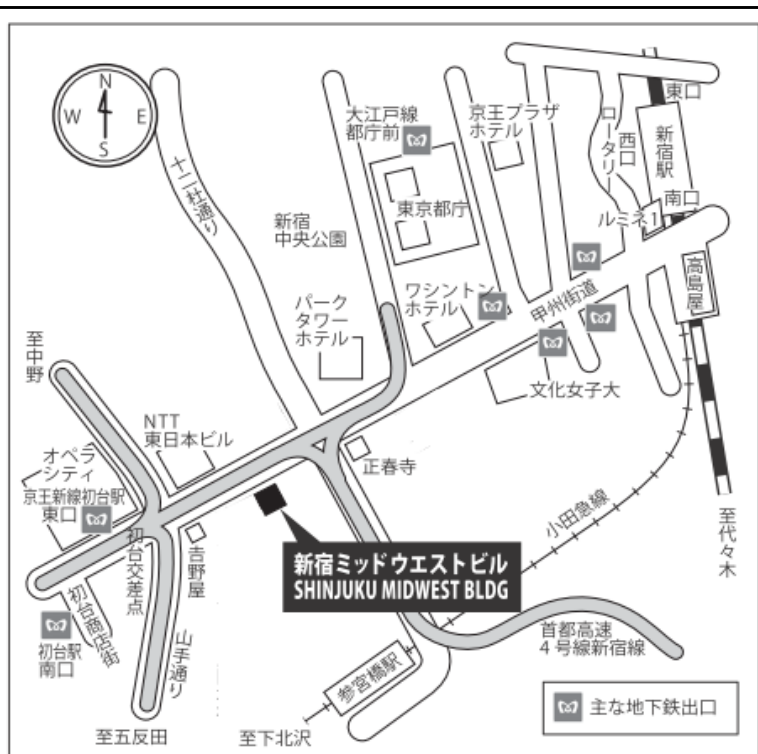 N
W
E
S
十二社通り
大江戸線
都庁前
京王プラザ
ホテル
東口
新宿駅
西口
ロータリー
南口
ルミネ1
東京都庁
新宿
中央公園
高島屋
ワシントン
ホテル
甲州街道
パーク
タワー
ホテル
文化女子大
至中野
NTT
東日本ビル
正春寺
オペラ
シティ
京王新線初台駅
東口
初台交差点
吉野屋
小田急線
至代々木
新宿ミッドウエストビル
SHINJUKU MIDWEST BLDG
初台商店街
初台駅
南口
山手通り
首都高速
4号線新宿線
参宮橋駅
主な地下鉄出口
至五反田
至下北沢